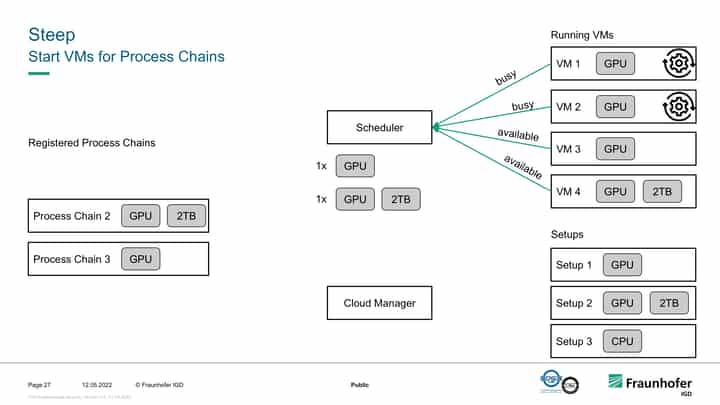 Steep
Start VMs for Process Chains
Registered Process Chains
Process Chain 2 GPU 2TB
Process Chain 3 GPU
Scheduler
1x GPU
1x GPU 2TB
Cloud Manager
busy
busy
available
available
Running VMs
VM 1 GPU
VM 2 GPU
VM 3 GPU
VM 4 GPU 2TB
Setups
Setup 1 GPU
Setup 2 GPU 2TB
Setup 3 CPU
Page 27 12.05.2022 © Fraunhofer IGD Public
Fraunhofer
IGD